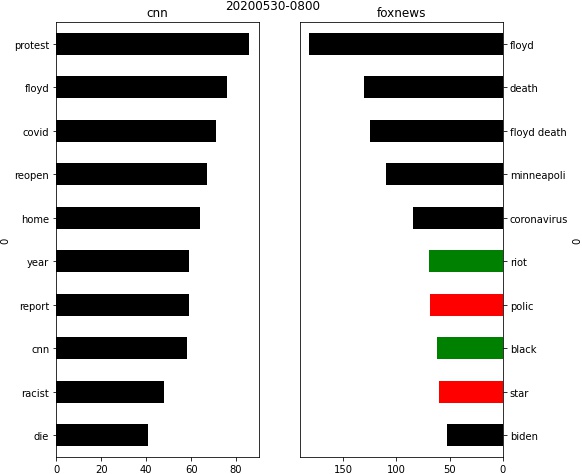 20200530-0800
cnn
foxnews
protest
floyd
covid
reopen
home
year
report
cnn
racist
die
floyd
death
floyd death
minneapoli
coronavirus
riot
polic
black
star
biden
0
0
0 20 40 60 80
150 100 50 0